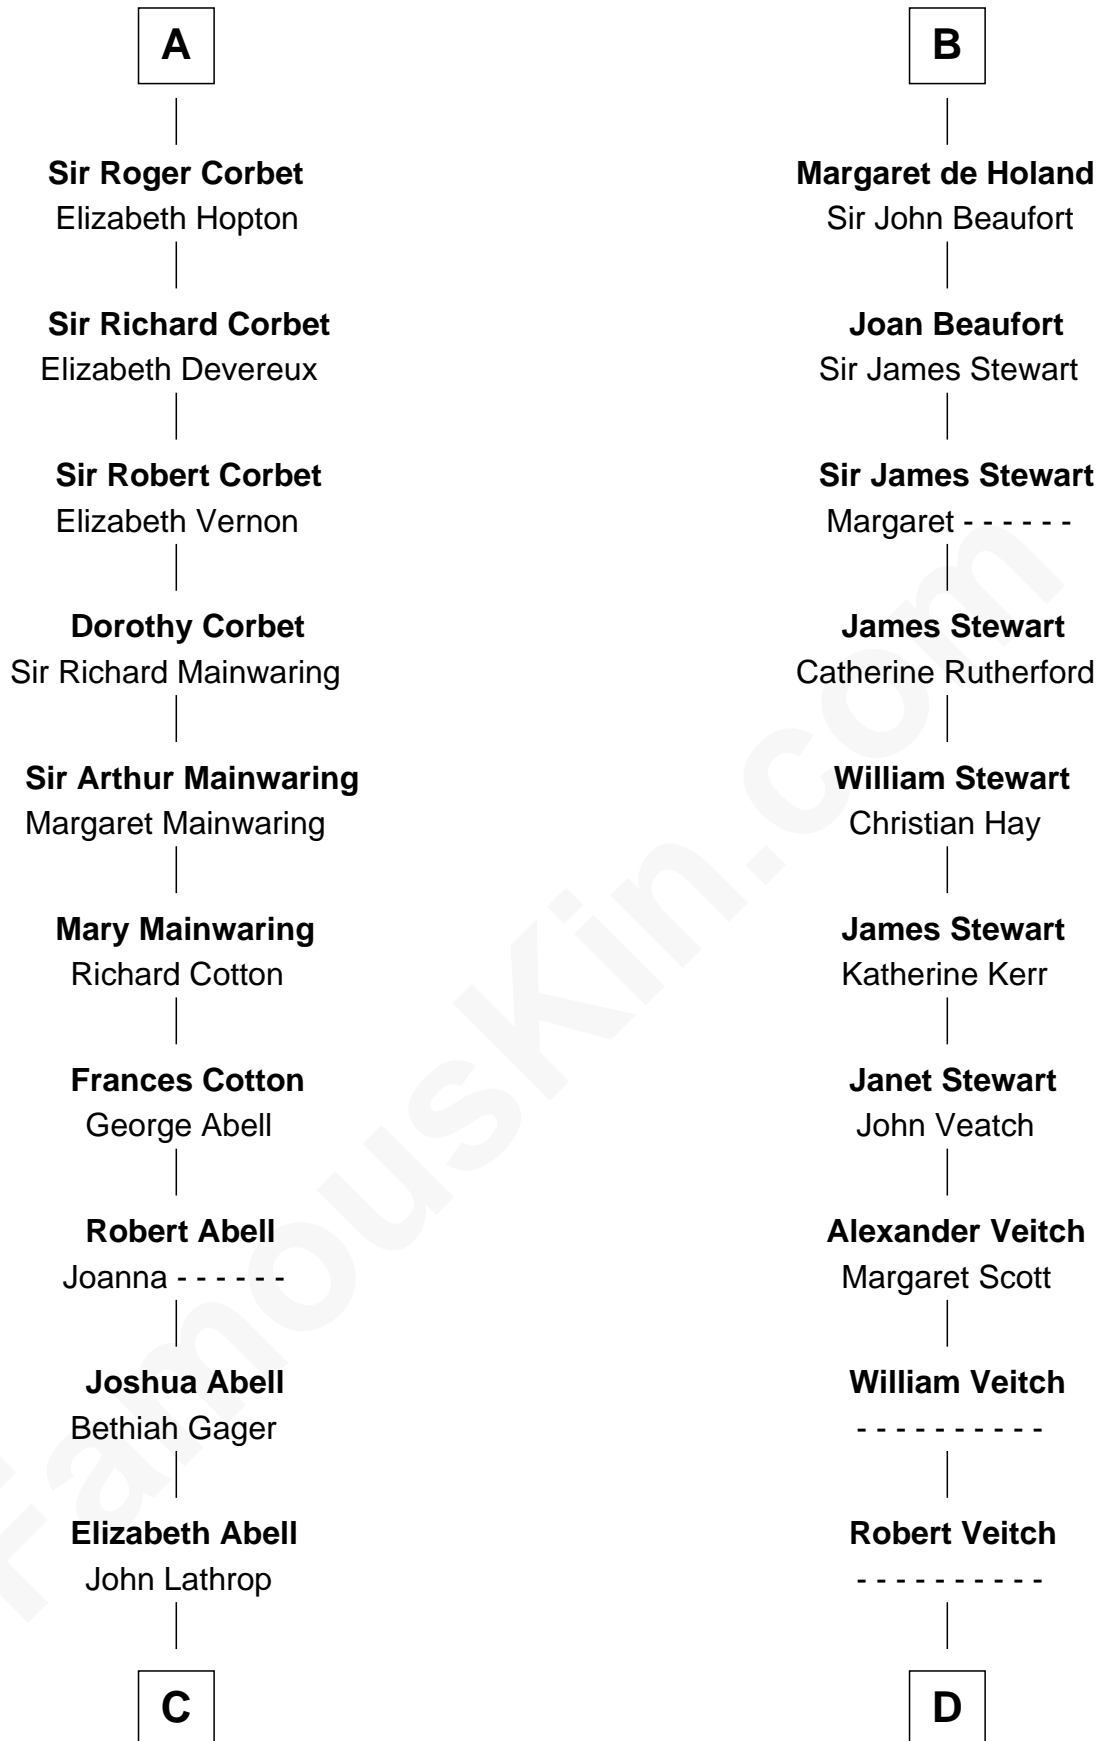 A
Sir Roger Corbet
Elizabeth Hopton
Sir Richard Corbet
Elizabeth Devereux
Sir Robert Corbet
Elizabeth Vernon
Dorothy Corbet
Sir Richard Mainwaring
Sir Arthur Mainwaring
Margaret Mainwaring
Mary Mainwaring
Richard Cotton
Frances Cotton
George Abell
Robert Abell
Joanna - - - - - -
Joshua Abell
Bethiah Gager
Elizabeth Abell
John Lathrop
C
B
Margaret de Holand
Sir John Beaufort
Joan Beaufort
Sir James Stewart
Sir James Stewart
Margaret - - - - - -
James Stewart
Catherine Rutherford
William Stewart
Christian Hay
James Stewart
Katherine Kerr
Janet Stewart
John Veatch
Alexander Veitch
Margaret Scott
William Veitch
- - - - - - - - - -
Robert Veitch
- - - - - - - - - -
D
FamousKin.com